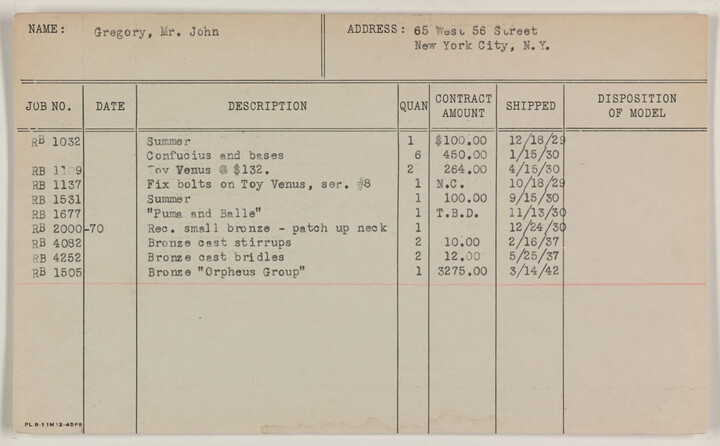 NAME: Gregory, Mr. John ADDRESS: 65 West 56 Street
New York City, N.Y.
JOB NO. DATE DESCRIPTION QUAN CONTRACT AMOUNT SHIPPED DISPOSITION OF MODEL
RB 1032 Summer 1 $100.00 12/18/29
Confucius and bases 6 450.00 1/15/30
RB Toy Venus @ $132. 2 264.00 4/15/30
RB 1137 Fix bolts on Toy Venus, ser. #8 1 N.C. 10/18/29
RB 1531 Summer 1 100.00 9/15/30
RB 1677 "Puma and Balle" 1 T.B.D. 11/13/30
RB 2000-70 Rec. small bronze - patch up neck 1 12/24/30
RB 4082 Bronze cast stirrups 2 10.00 2/16/37
RB 4252 Bronze cast bridles 2 12.00 5/25/37
RB 1505 Bronze "Orpheus Group" 1 3275.00 3/14/42